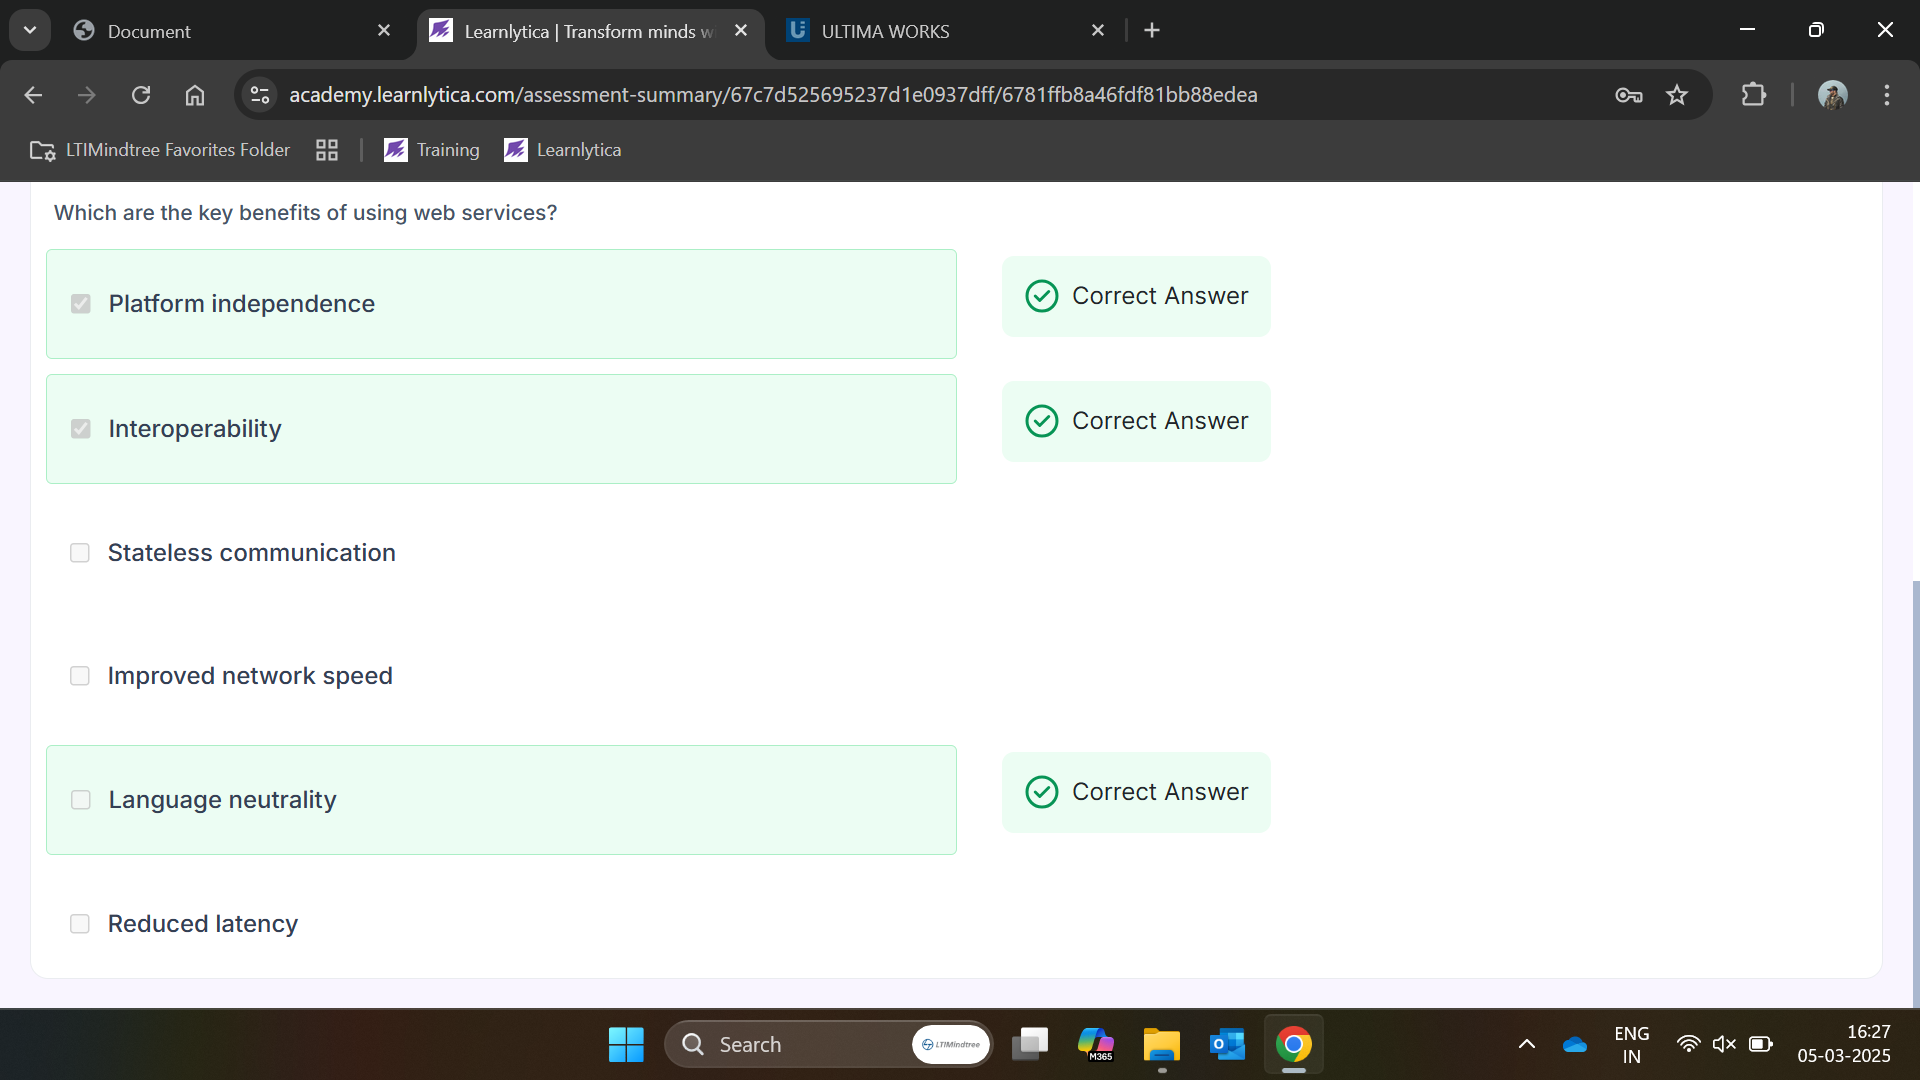 Document
Learnlytica | Transform minds w
ULTIMA WORKS
academy.learnlytica.com/assessment-summary/67c7d525695237d1e0937dff/6781ffb8a46fdf81bb88edea
LTIMindtree Favorites Folder
Training
Learnlytica
Which are the key benefits of using web services?
Platform independence
Correct Answer
Interoperability
Correct Answer
Stateless communication
Improved network speed
Language neutrality
Correct Answer
Reduced latency
Search
LTIMindtree
M365
ENG
IN
16:27
05-03-2025